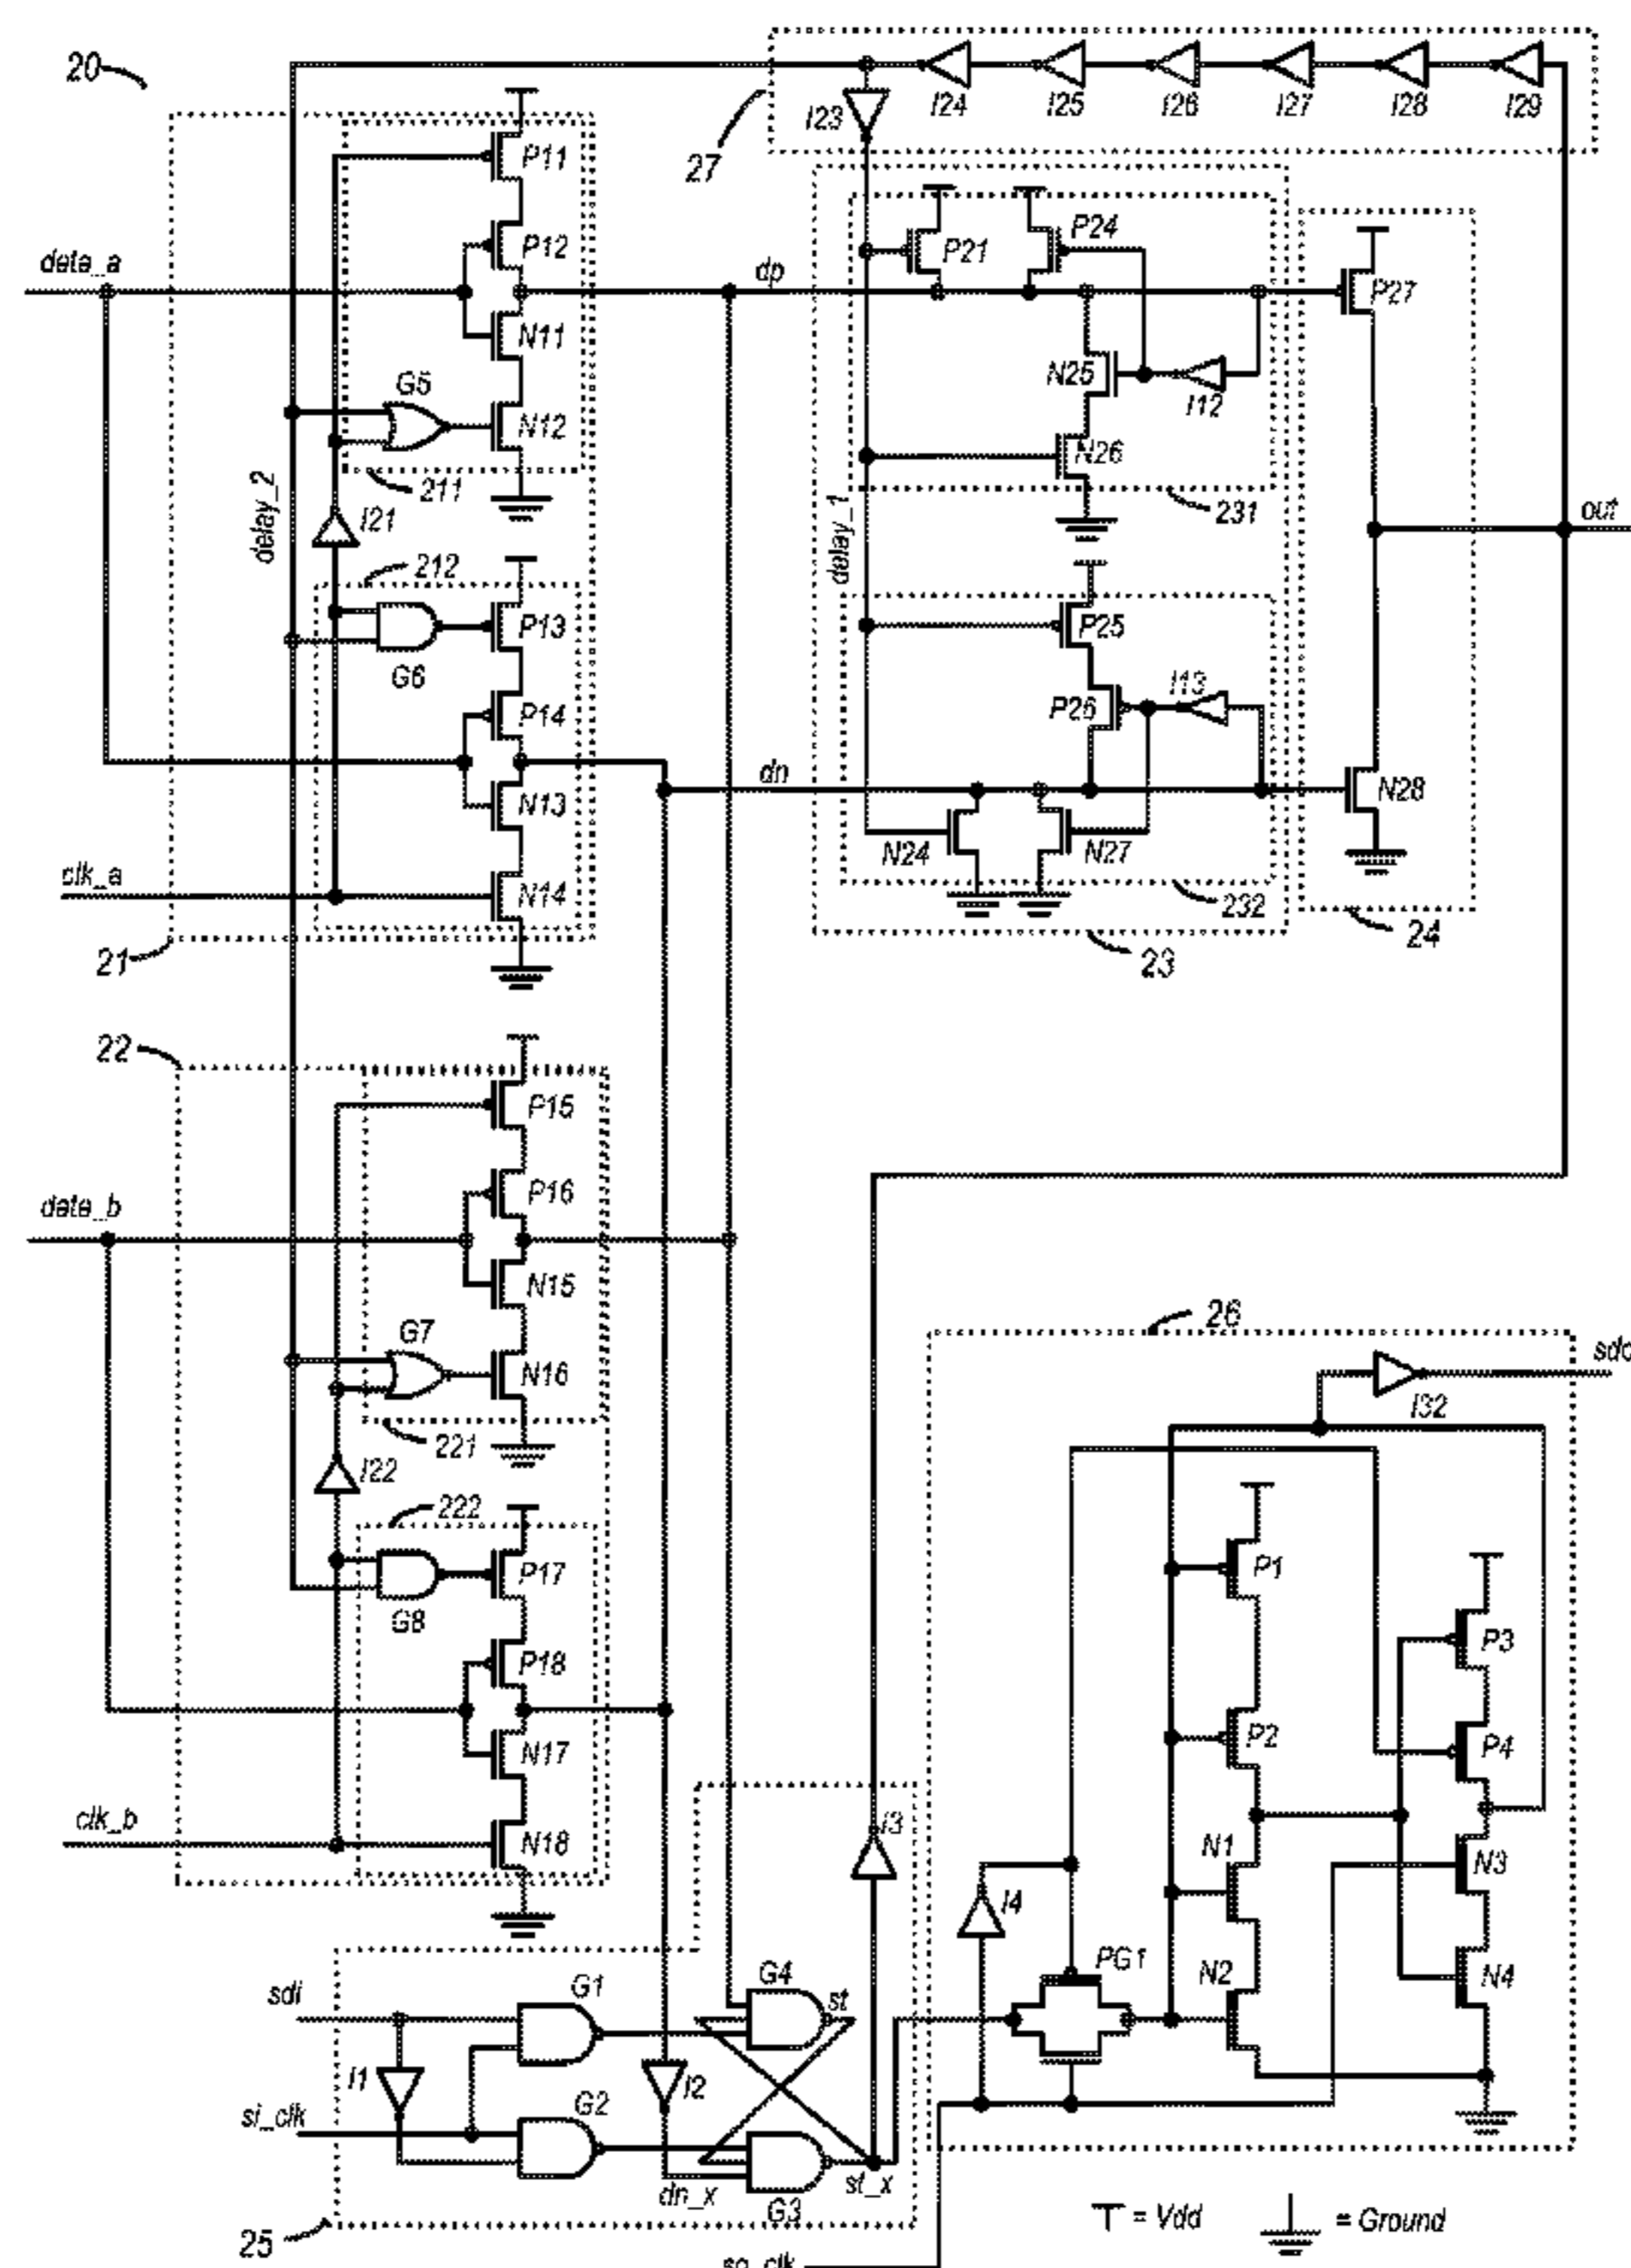 20
I24
I25
I26
I27
I28
I29
I23
27
P11
P12
P21
P24
data_a
dp
P27
N11
G5
N25
I12
N12
N26
211
231
out
delay_2
I21
delay_1
212
P13
P25
G6
P14
P26
I13
dn
N13
N28
N24
N27
clk_a
N14
232
24
21
23
22
P15
P16
data_b
N15
26
G7
N16
sdo
I32
221
I22
222
P17
P1
G8
P3
P18
P2
P4
N17
clk_b
N18
I3
N1
N3
I4
PG1
N2
N4
sdi
G1
G4
st
I1
I2
si_clk
G2
dn_x
G3
st_x
= Vdd
= Ground
25
so_clk